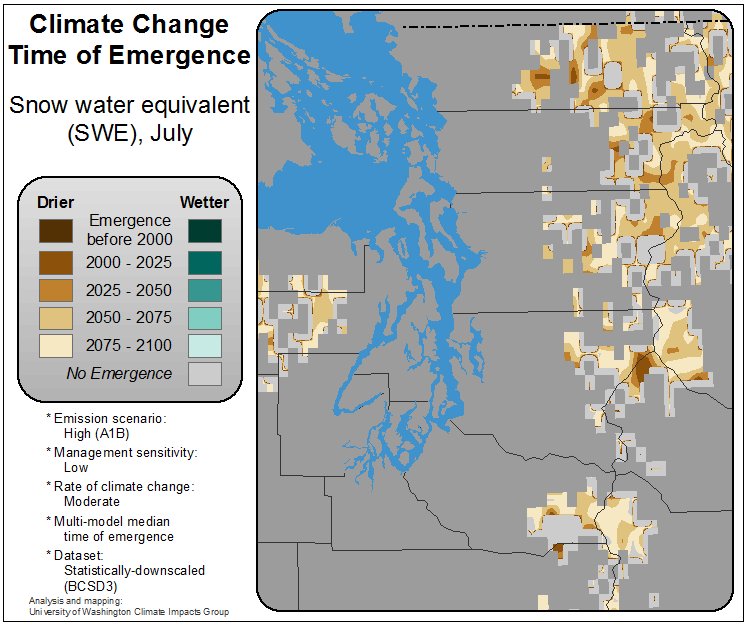 Climate Change
Time of Emergence
Snow water equivalent
(SWE), July
Drier Wetter
Emergence
before 2000
2000 - 2025
2025 - 2050
2050 - 2075
2075 - 2100
No Emergence
* Emission scenario:
High (A1B)
* Management sensitivity:
Low
* Rate of climate change:
Moderate
* Multi-model median
time of emergence
* Dataset:
Statistically-downscaled
(BCSD3)
Analysis and mapping:
University of Washington Climate Impacts Group